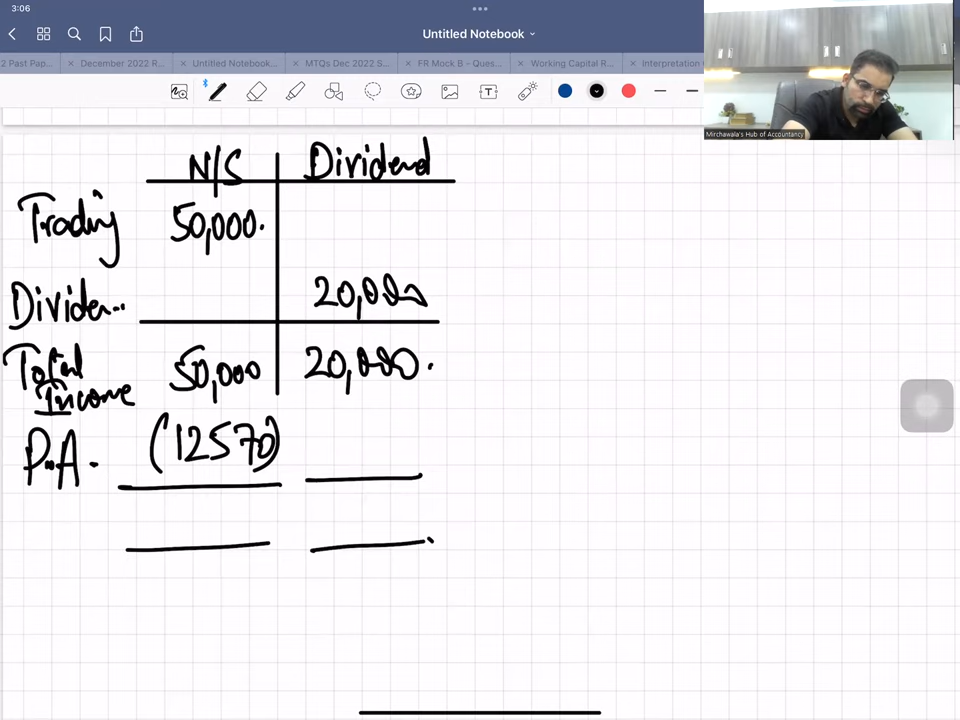 3:06
Untitled Notebook
2 Past Pap...
December 2022 R...
Untitled Notebook...
MTQs Dec 2022 S...
FR Mock B - Ques...
Working Capital R...
Interpretation
Mirchawala's Hub of Accountancy
N/S Dividend
Trading 50,000.
Dividen... 20,000
Total Income 50,000 20,000.
P.A. (12570)